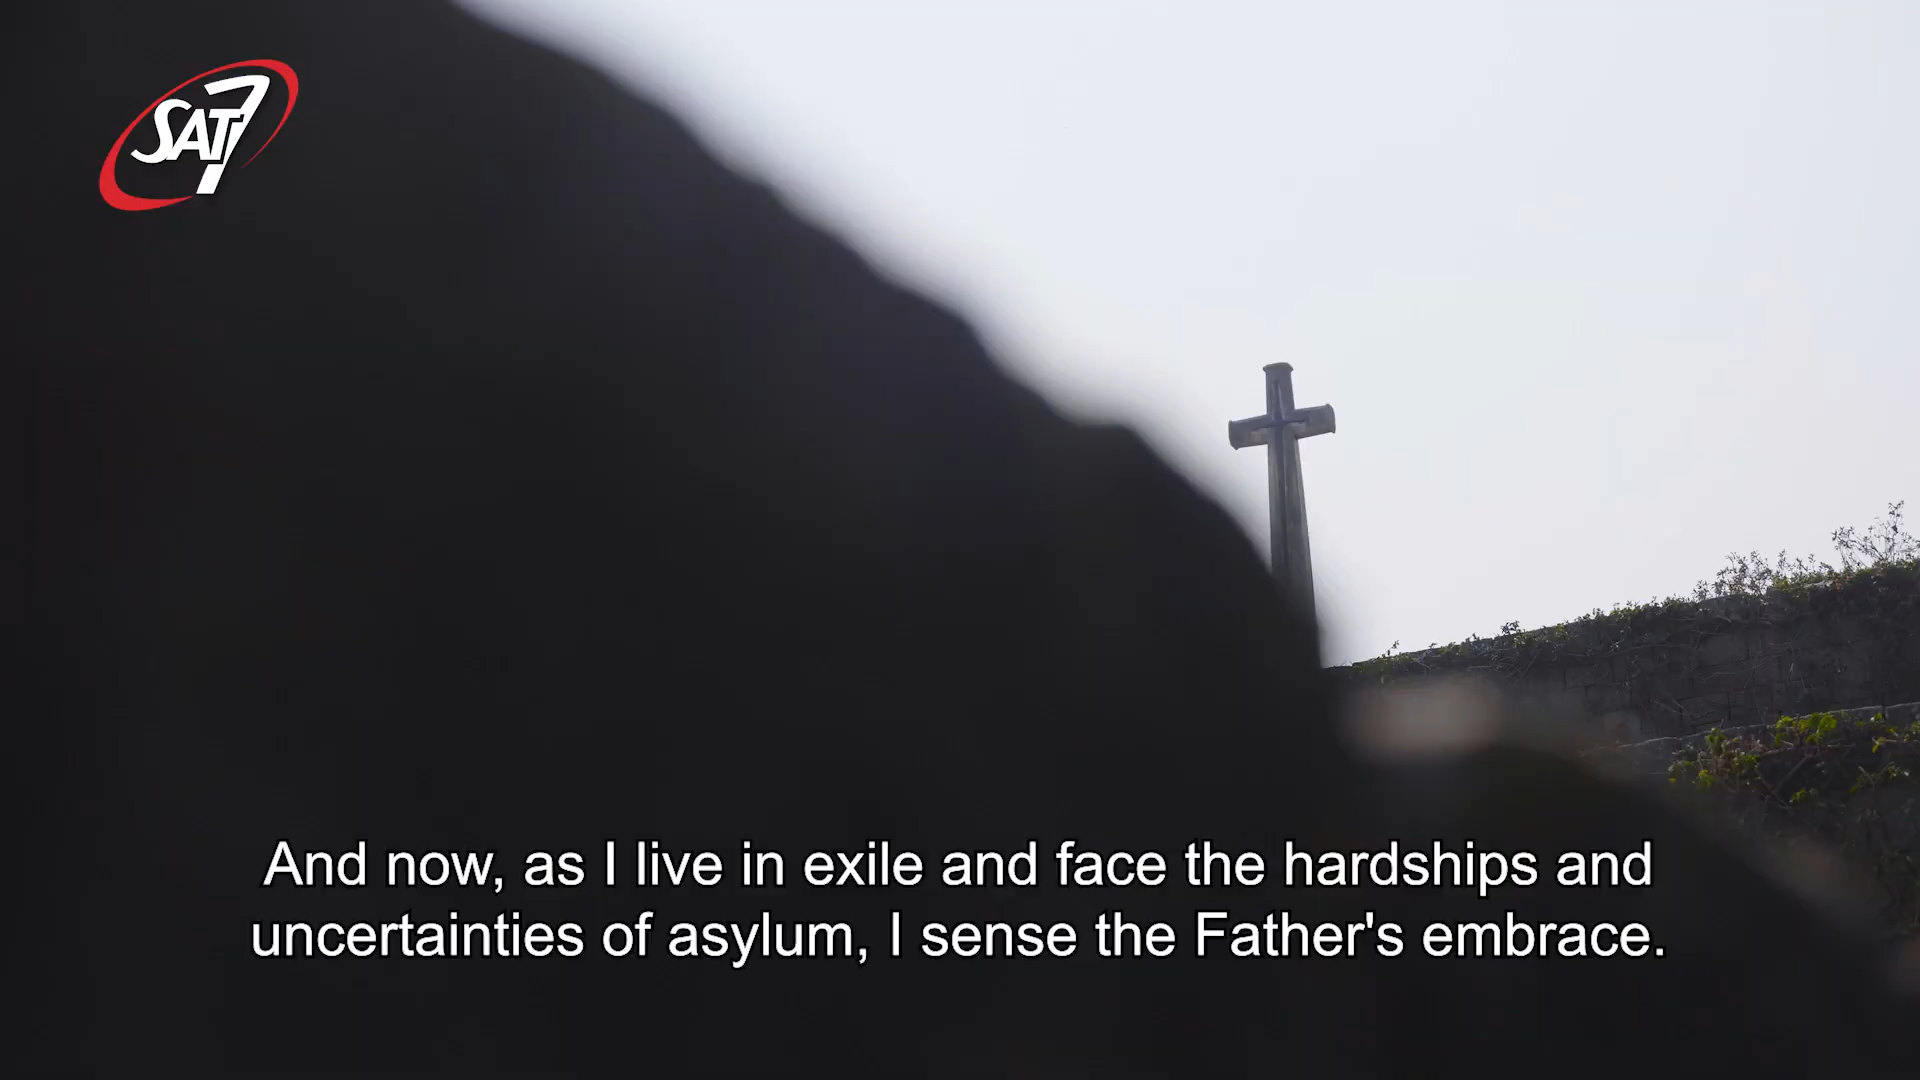 SAT7
And now, as I live in exile and face the hardships and
uncertainties of asylum, I sense the Father's embrace.